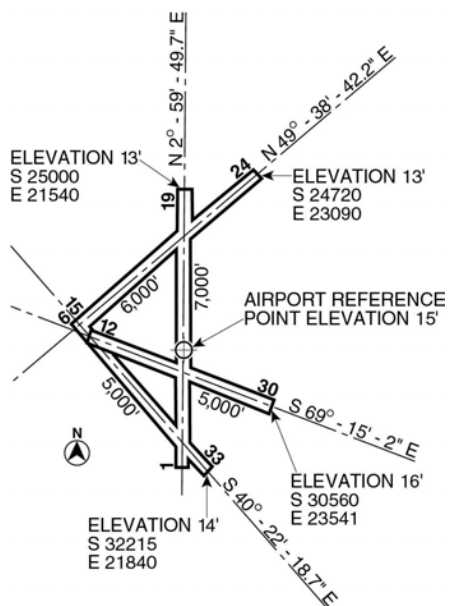 N 2° - 59' - 49.7" E
N 49° - 38' - 42.2" E
ELEVATION 13'
S 25000
E 21540
19
24
ELEVATION 13'
S 24720
E 23090
6,000'
7,000'
AIRPORT REFERENCE
POINT ELEVATION 15'
15
6
12
5,000'
5,000'
30
S 69° - 15' - 2" E
N
1
33
ELEVATION 16'
S 30560
E 23541
ELEVATION 14'
S 32215
E 21840
S 40° - 22' - 18.7" E